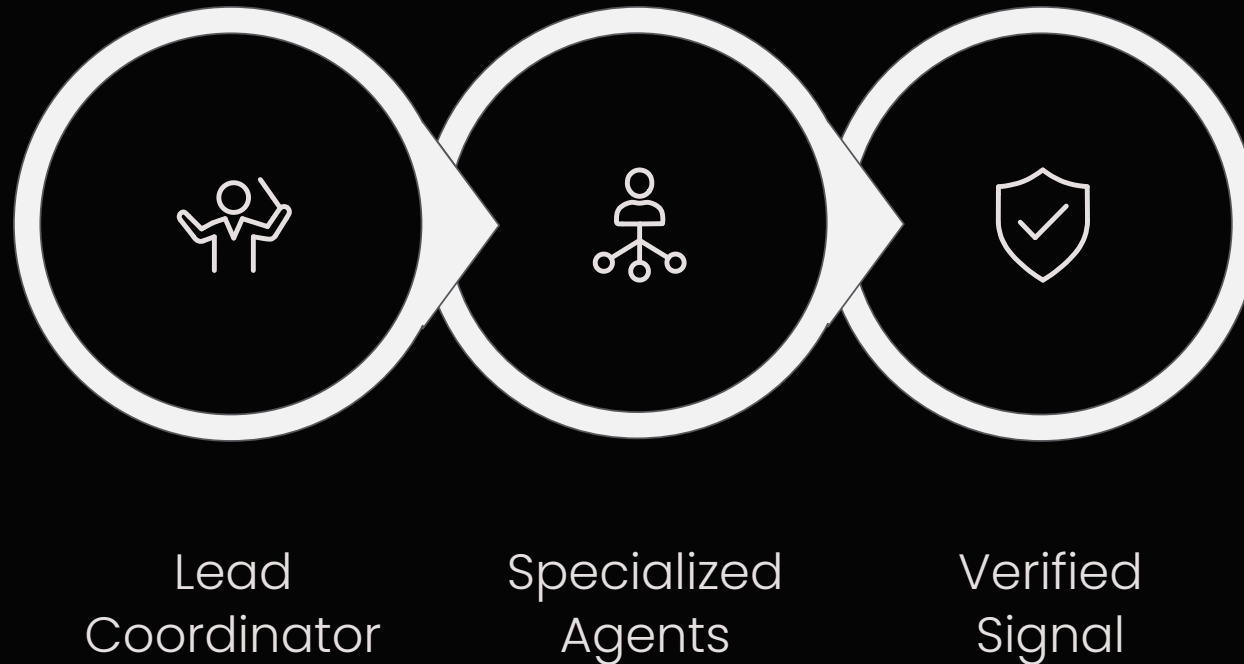 Lead
Coordinator
Specialized
Agents
Verified
Signal